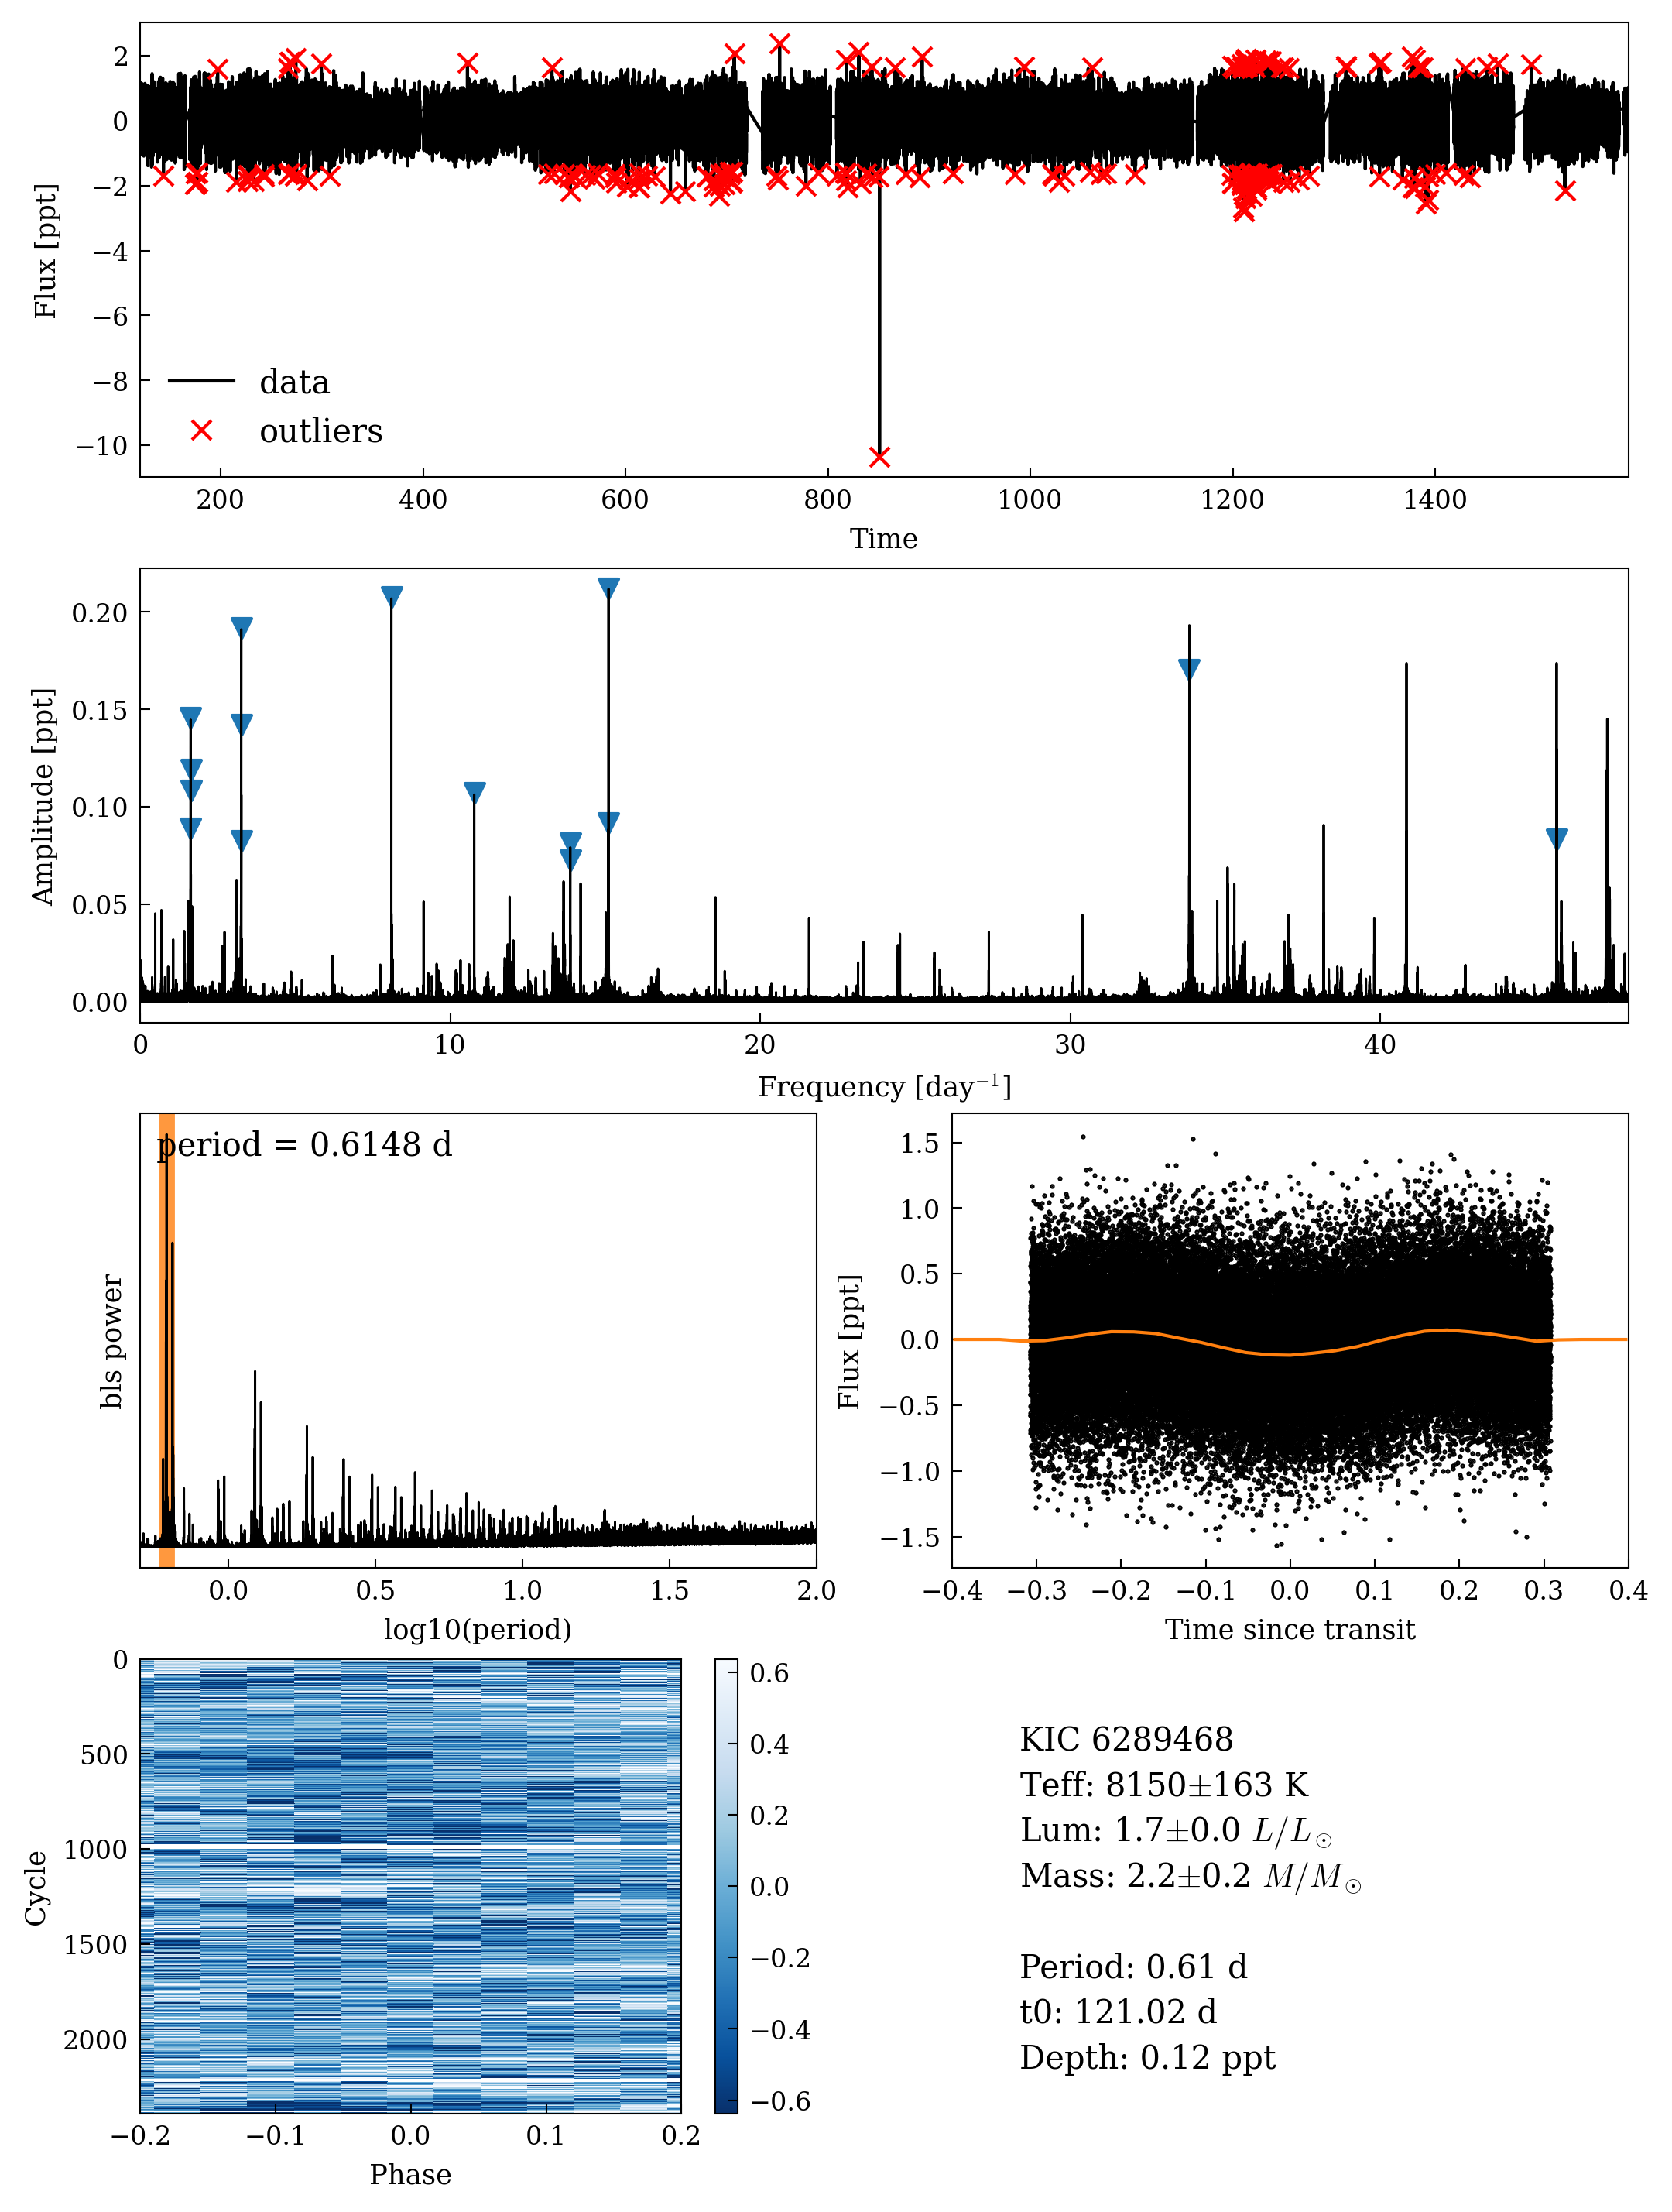 2
0
−2
−4
−6
−8
−10
Flux [ppt]
data
outliers
200 400 600 800 1000 1200 1400
Time
0.20
0.15
0.10
0.05
0.00
Amplitude [ppt]
0 10 20 30 40
Frequency [day⁻¹]
period = 0.6148 d
bls power
0.0 0.5 1.0 1.5 2.0
log10(period)
1.5
1.0
0.5
0.0
−0.5
−1.0
−1.5
Flux [ppt]
−0.4 −0.3 −0.2 −0.1 0.0 0.1 0.2 0.3 0.4
Time since transit
0
500
1000
1500
2000
Cycle
−0.2 −0.1 0.0 0.1 0.2
Phase
0.6
0.4
0.2
0.0
−0.2
−0.4
−0.6
KIC 6289468
Teff: 8150±163 K
Lum: 1.7±0.0 L/L⊙
Mass: 2.2±0.2 M/M⊙
Period: 0.61 d
t0: 121.02 d
Depth: 0.12 ppt